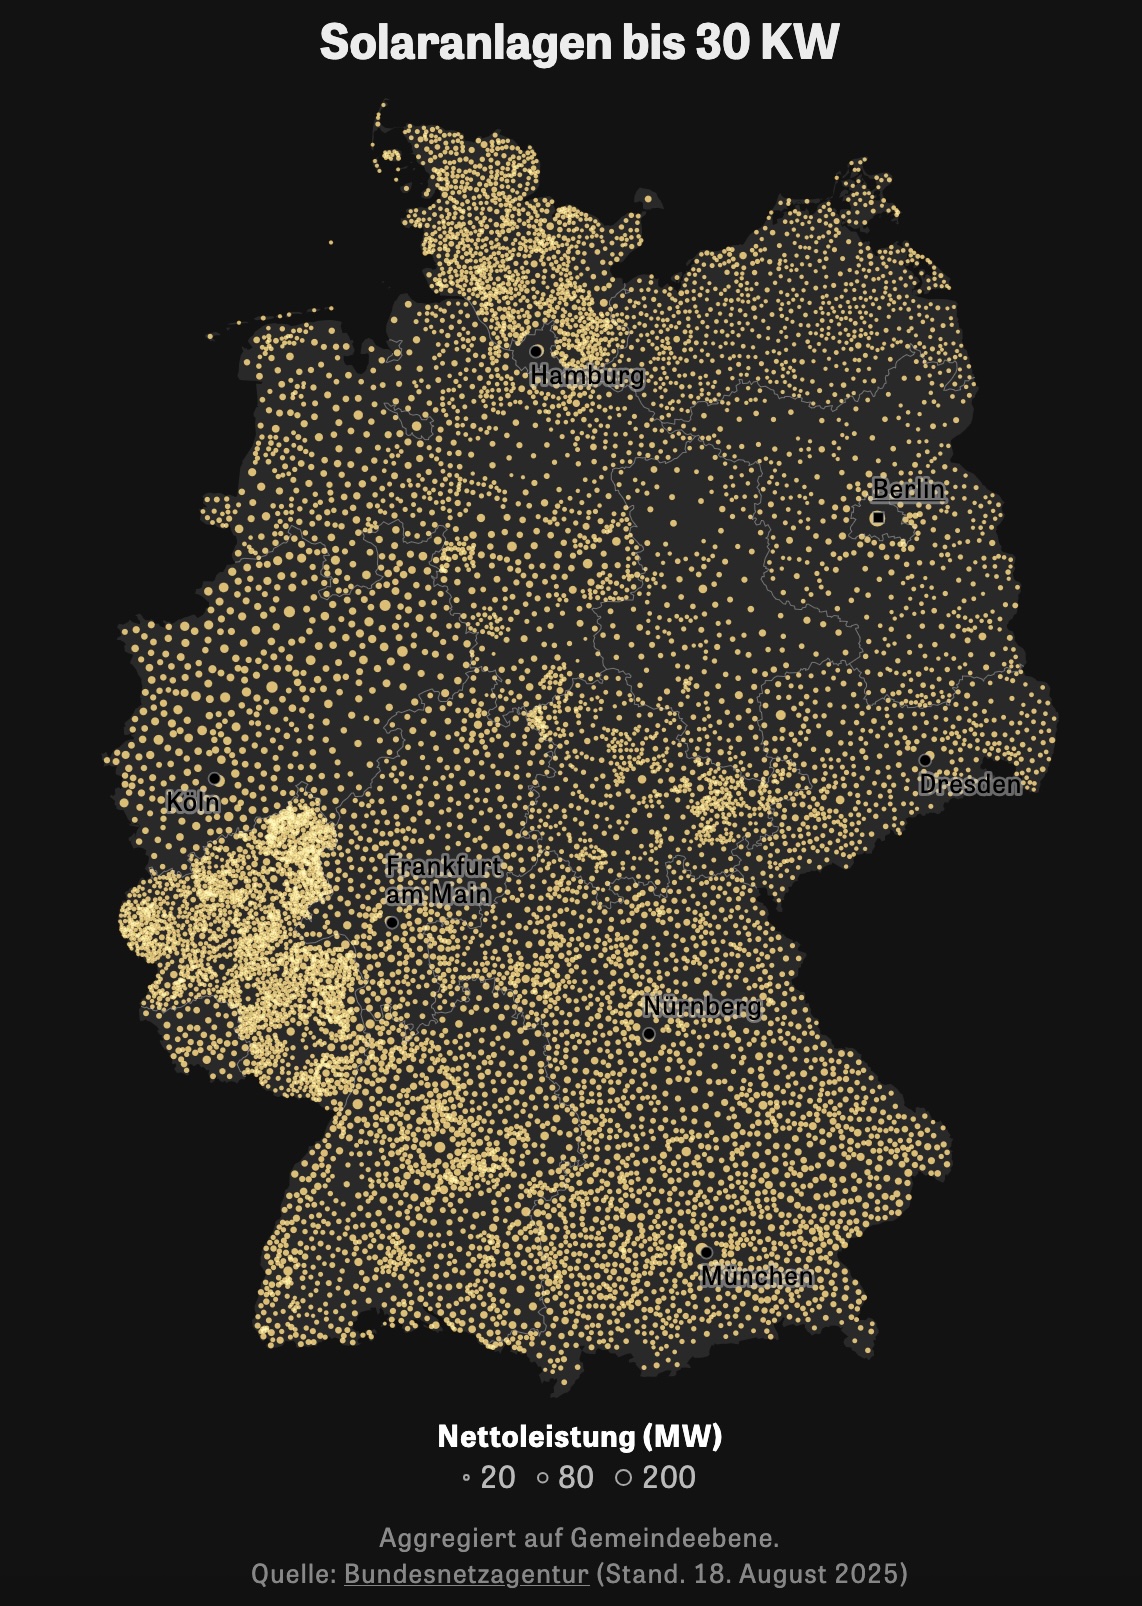 Solaranlagen bis 30 KW
Hamburg
Berlin
Köln
Dresden
Frankfurt
am Main
Nürnberg
München
Nettoleistung (MW)
20 80 200
Aggregiert auf Gemeindeebene.
Quelle: Bundesnetzagentur (Stand. 18. August 2025)